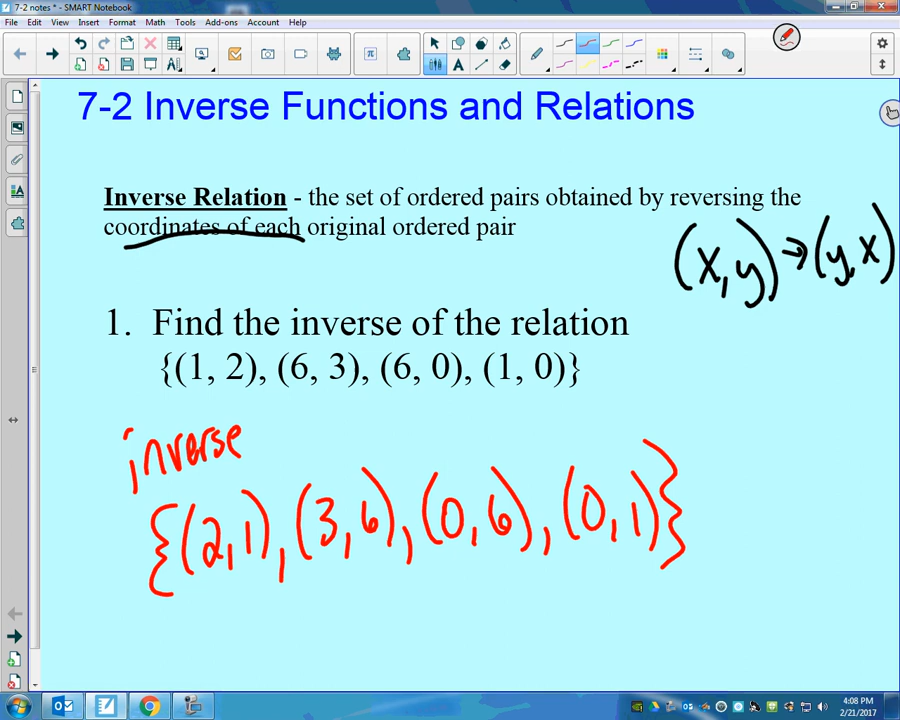 7-2 notes * - SMART Notebook
File Edit View Insert Format Math Tools Add-ons Account Help
7-2 Inverse Functions and Relations
Inverse Relation - the set of ordered pairs obtained by reversing the
coordinates of each original ordered pair
(x,y) → (y,x)
1. Find the inverse of the relation
{(1, 2), (6, 3), (6, 0), (1, 0)}
inverse
{(2,1), (3,6), (0,6), (0,1)}
4:08 PM
2/21/2017